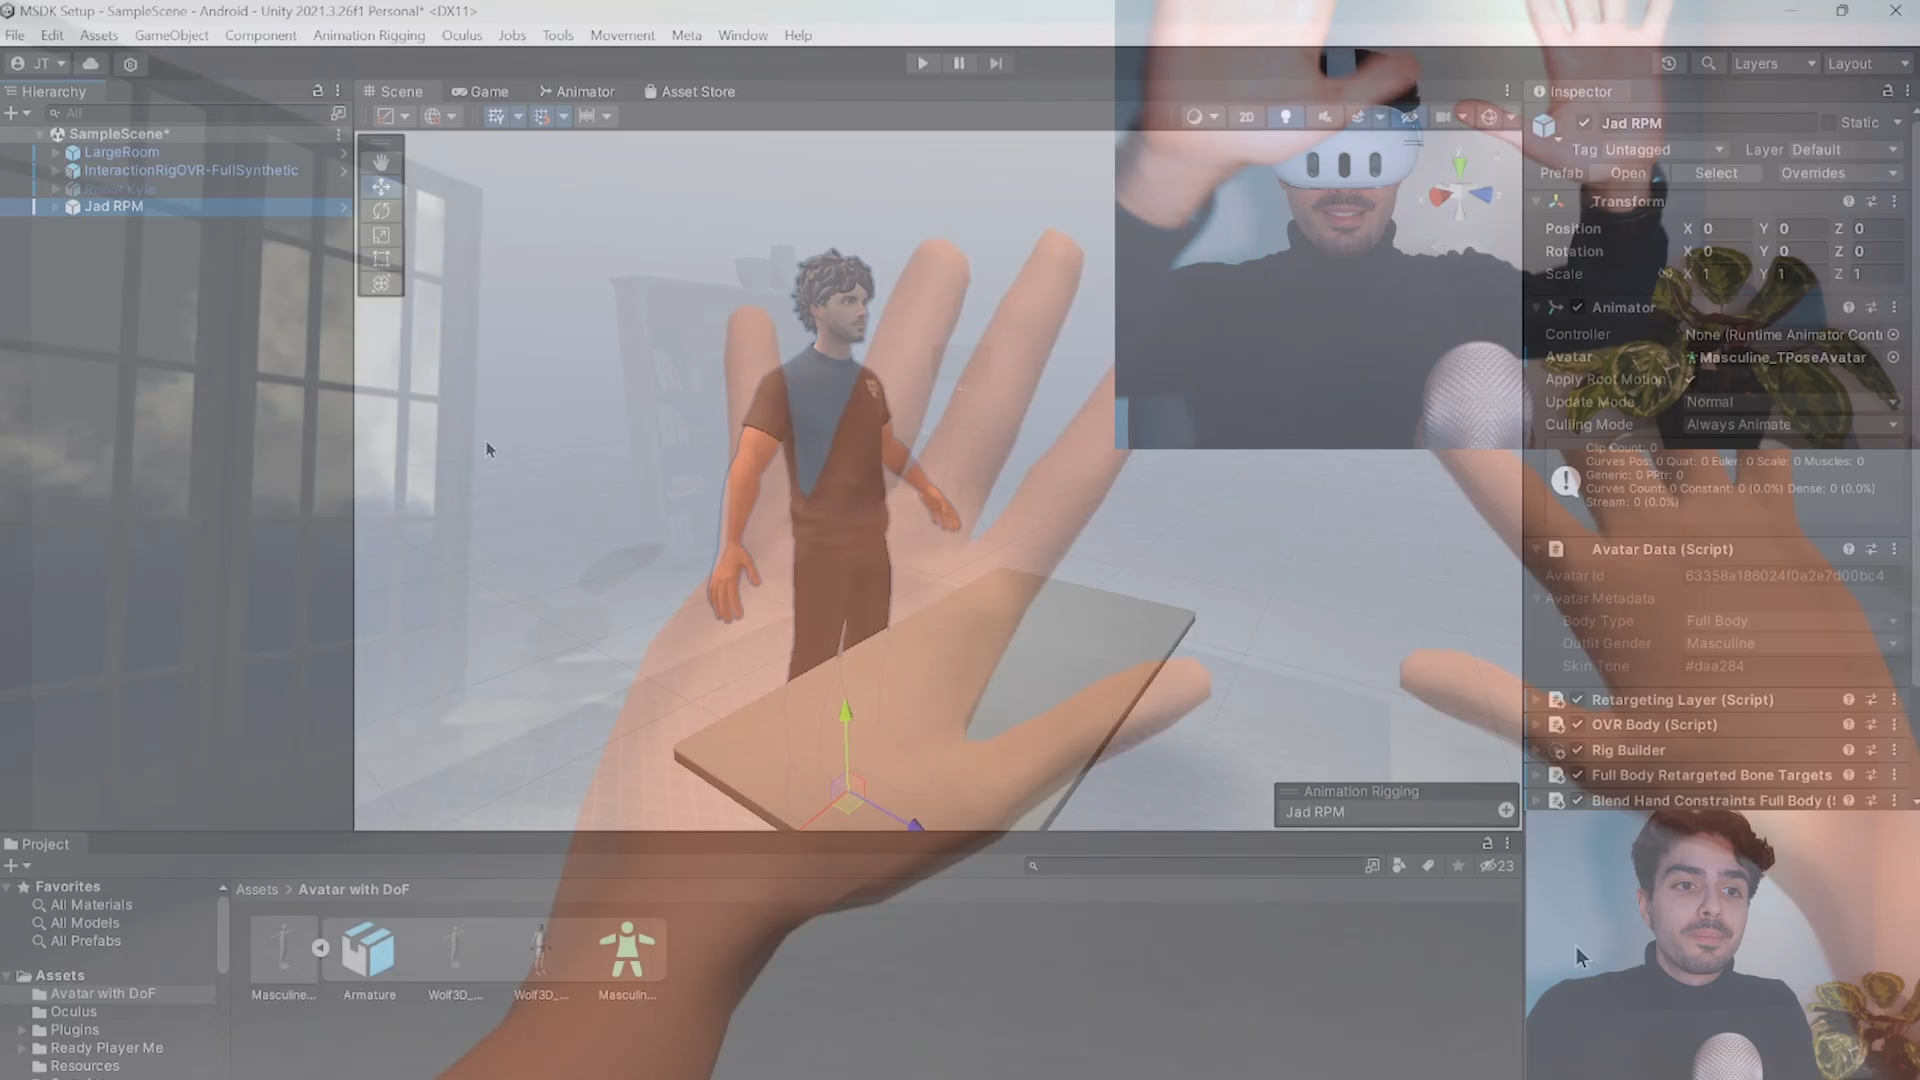 MSDK Setup - SampleScene - Android - Unity 2021.3.26f1 Personal* <DX11>
File Edit Assets GameObject Component Animation Rigging Oculus Jobs Tools Movement Meta Window Help
JT
Layers Layout
Hierarchy
Scene Game Animator Asset Store
Inspector
All
2D
SampleScene*
LargeRoom
InteractionRigOVR-FullSynthetic
Robot Kyle
Jad RPM
Jad RPM Static
Tag Untagged Layer Default
Prefab Open Select Overrides
Transform
Position X 0 Y 0 Z 0
Rotation X 0 Y 0 Z 0
Scale X 1 Y 1 Z 1
Animator
Controller None (Runtime Animator Conti
Avatar Masculine_TPoseAvatar
Apply Root Motion
Update Mode Normal
Culling Mode Always Animate
Clip Count: 0
Curves Pos: 0 Quat: 0 Euler: 0 Scale: 0 Muscles: 0
Generic: 0 PPtr: 0
Curves Count: 0 Constant: 0 (0.0%) Dense: 0 (0.0%)
Stream: 0 (0.0%)
Avatar Data (Script)
Avatar Id 63358a186024f0a2e7d00bc4
Avatar Metadata
Body Type Full Body
Outfit Gender Masculine
Skin Tone #daa284
Retargeting Layer (Script)
OVR Body (Script)
Rig Builder
Full Body Retargeted Bone Targets
Blend Hand Constraints Full Body (
Animation Rigging
Jad RPM
Project
23
Favorites
All Materials
All Models
All Prefabs
Assets
Avatar with DoF
Oculus
Plugins
Ready Player Me
Resources
Assets > Avatar with DoF
Masculine... Armature Wolf3D_... Wolf3D_... Masculin...